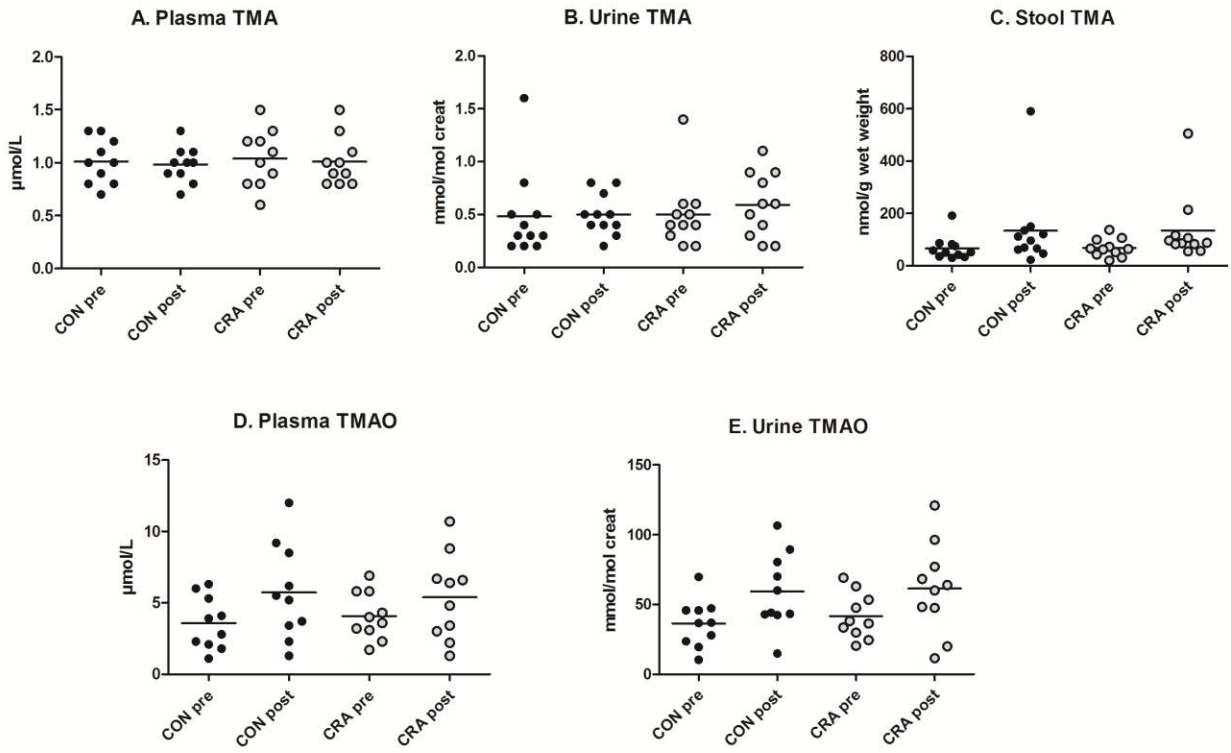 A. Plasma TMA
µmol/L
2.0
1.5
1.0
0.5
0.0
CON pre
CON post
CRA pre
CRA post
B. Urine TMA
mmol/mol creat
2.0
1.5
1.0
0.5
0.0
CON pre
CON post
CRA pre
CRA post
C. Stool TMA
nmol/g wet weight
800
600
400
200
0
CON pre
CON post
CRA pre
CRA post
D. Plasma TMAO
µmol/L
15
10
5
0
CON pre
CON post
CRA pre
CRA post
E. Urine TMAO
mmol/mol creat
150
100
50
0
CON pre
CON post
CRA pre
CRA post